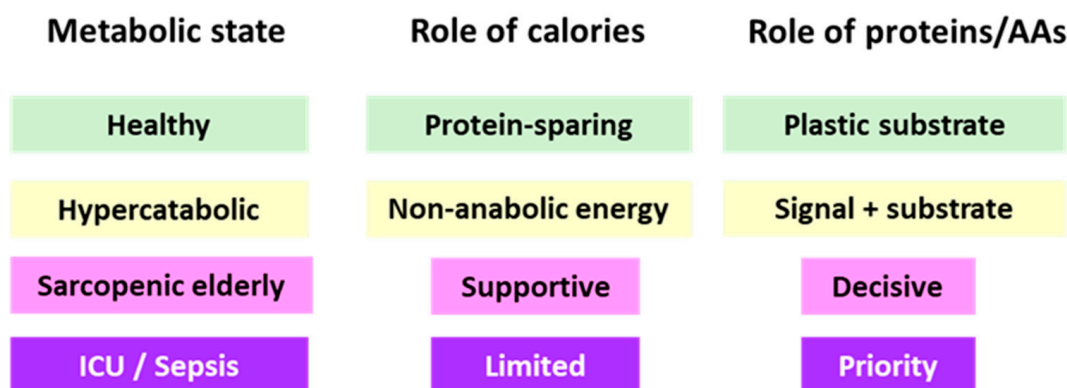 Metabolic state Role of calories Role of proteins/AAs
Healthy Protein-sparing Plastic substrate
Hypercatabolic Non-anabolic energy Signal + substrate
Sarcopenic elderly Supportive Decisive
ICU / Sepsis Limited Priority